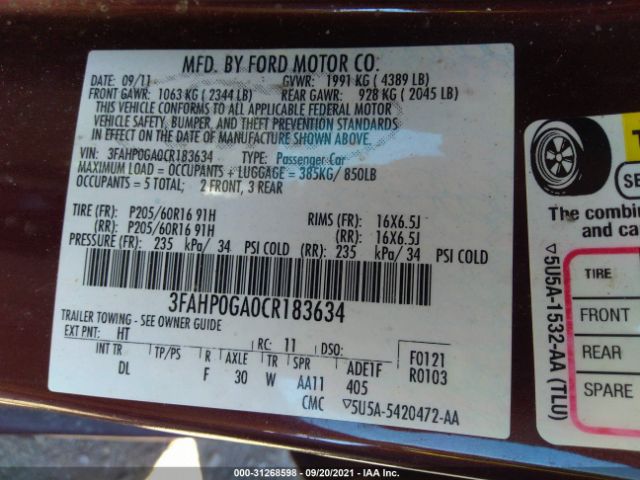 MFD. BY FORD MOTOR CO.
DATE: 09/11 GVWR: 1991 KG ( 4389 LB)
FRONT GAWR: 1063 KG ( 2344 LB) REAR GAWR: 928 KG ( 2045 LB)
THIS VEHICLE CONFORMS TO ALL APPLICABLE FEDERAL MOTOR
VEHICLE SAFETY, BUMPER, AND THEFT PREVENTION STANDARDS
IN EFFECT ON THE DATE OF MANUFACTURE SHOWN ABOVE.
VIN: 3FAHP0GA0CR183634 TYPE: Passenger Car
MAXIMUM LOAD = OCCUPANTS + LUGGAGE = 385KG/ 850LB
OCCUPANTS = 5 TOTAL; 2 FRONT, 3 REAR
TIRE (FR): P205/60R16 91H RIMS (FR): 16X6.5J
(RR): P205/60R16 91H (RR): 16X6.5J
PRESSURE (FR): 235 kPa/ 34 PSI COLD (RR): 235 kPa/ 34 PSI COLD
3FAHP0GA0CR183634
TRAILER TOWING - SEE OWNER GUIDE
EXT PNT: HT RC: 11 DSO: F0121
INT TR TP/PS R AXLE TR SPR ADE1F R0103
DL F 30 W AA11 405
CMC ▽5U5A-5420472-AA
T
SE
The combin
and ca
TIRE
FRONT
REAR
SPARE
▽5U5A-1532-AA (TLU)
000-31268598 - 09/20/2021 - IAA Inc.